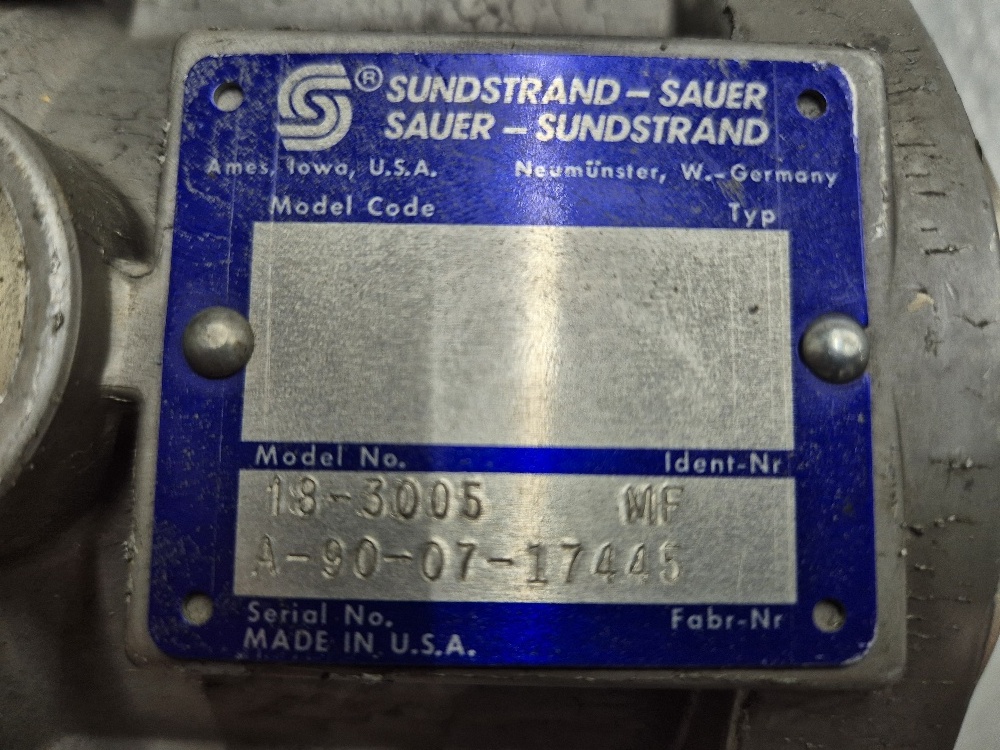 ® SUNDSTRAND – SAUER
SAUER – SUNDSTRAND
Ames, Iowa, U.S.A. Neumünster, W.-Germany
Model Code Typ
Model No. Ident-Nr
18-3005 MF
A-90-07-17445
Serial No. Fabr-Nr
MADE IN U.S.A.